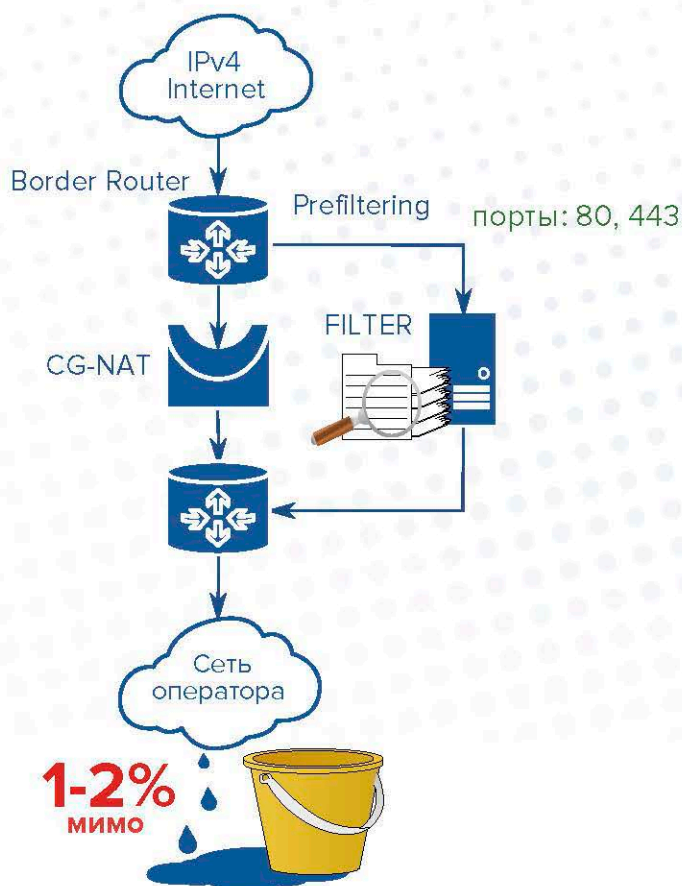 IPv4
Internet
Border Router
Prefiltering
порты: 80, 443
FILTER
CG-NAT
Сеть
оператора
1-2%
мимо